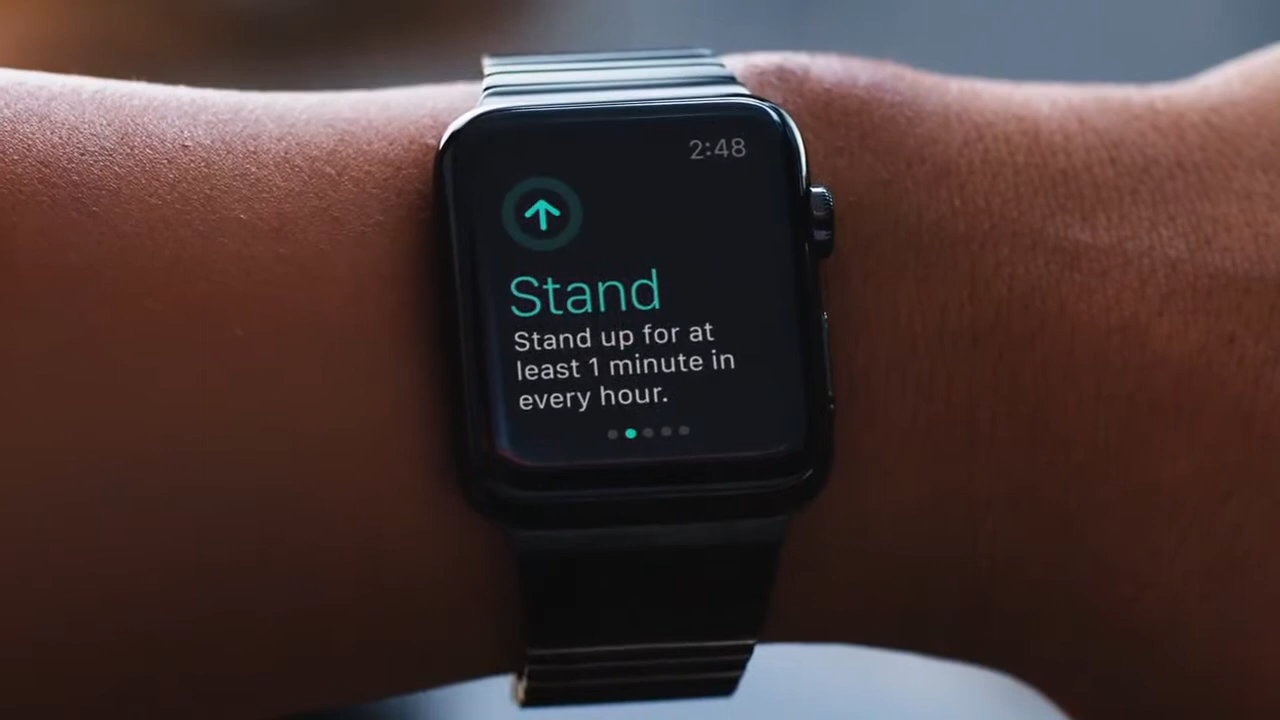 2:48
Stand
Stand up for at
least 1 minute in
every hour.